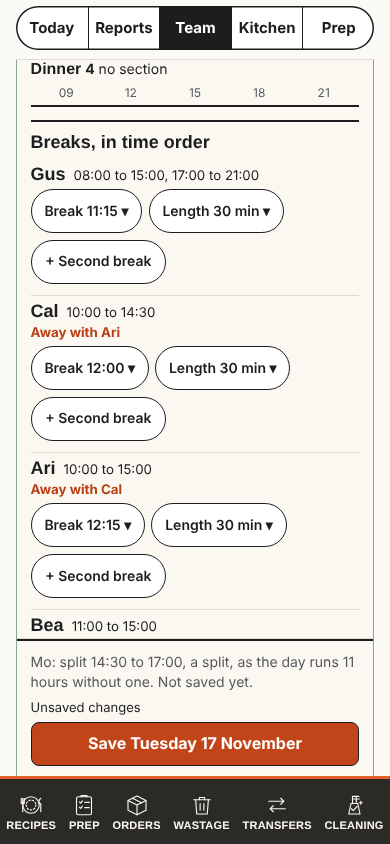 Today Reports Team Kitchen Prep
Dinner 4 no section
09 12 15 18 21
Breaks, in time order
Gus 08:00 to 15:00, 17:00 to 21:00
Break 11:15 ▾ Length 30 min ▾
+ Second break
Cal 10:00 to 14:30
Away with Ari
Break 12:00 ▾ Length 30 min ▾
+ Second break
Ari 10:00 to 15:00
Away with Cal
Break 12:15 ▾ Length 30 min ▾
+ Second break
Bea 11:00 to 15:00
Mo: split 14:30 to 17:00, a split, as the day runs 11
hours without one. Not saved yet.
Unsaved changes
Save Tuesday 17 November
RECIPES PREP ORDERS WASTAGE TRANSFERS CLEANING